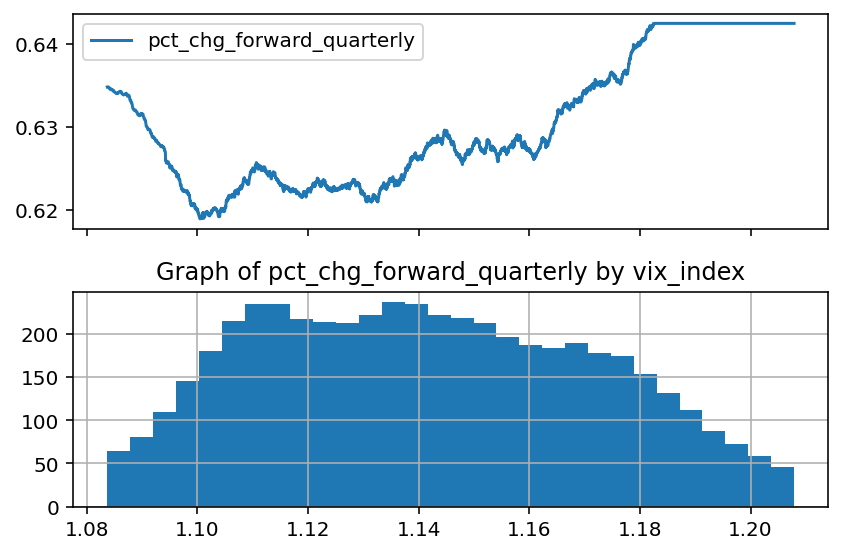 pct_chg_forward_quarterly
0.64
0.63
0.62
Graph of pct_chg_forward_quarterly by vix_index
200
150
100
50
0
1.08 1.10 1.12 1.14 1.16 1.18 1.20